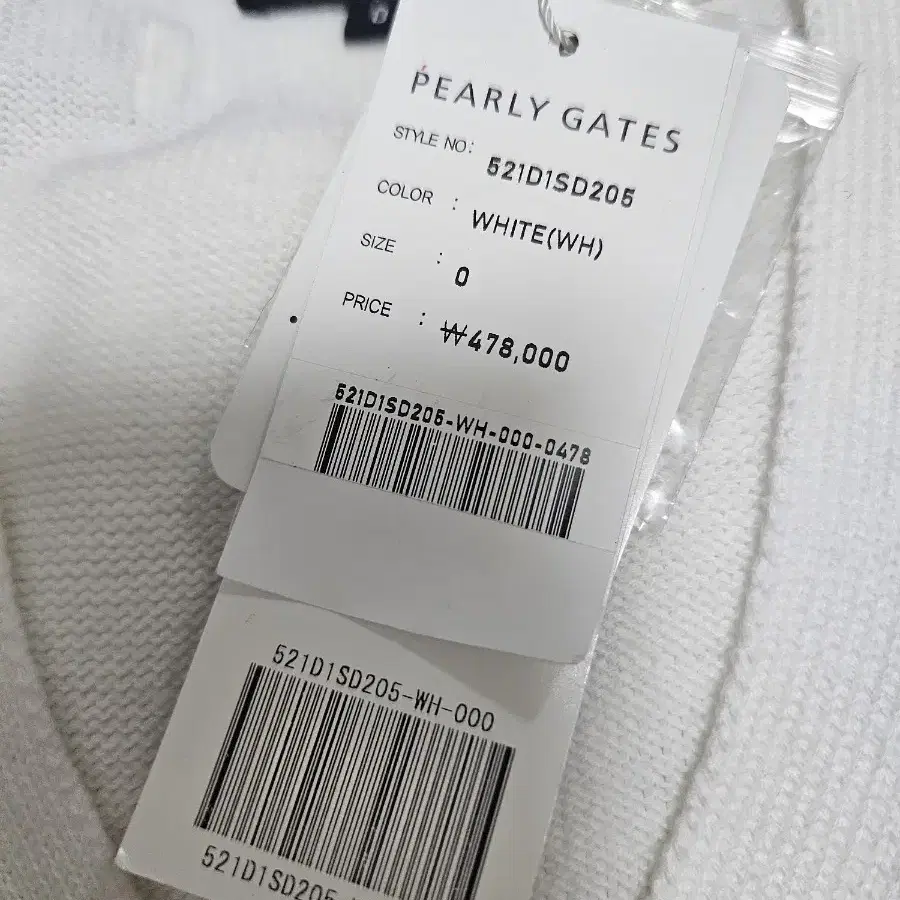 PEARLY GATES
STYLE NO: 521D1SD205
COLOR : WHITE(WH)
SIZE : 0
PRICE : ₩478,000
521D1SD205-WH-000-0478
521D1SD205-WH-000
521D1SD205